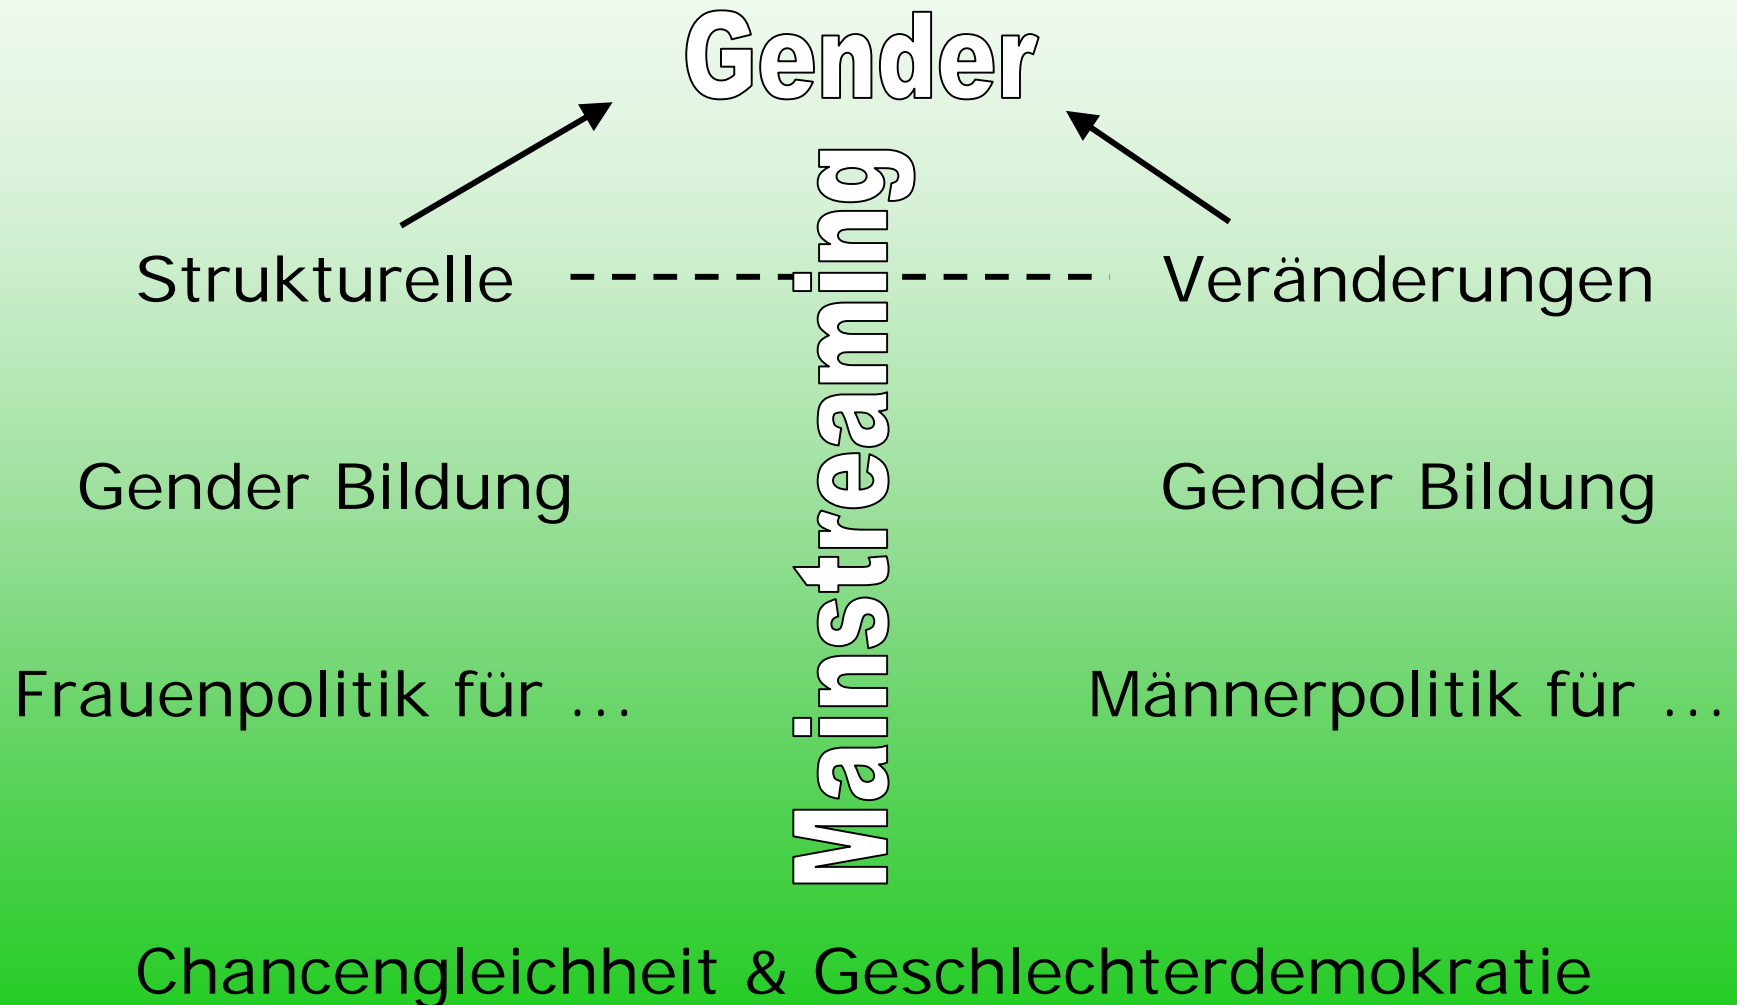 Gender
Mainstreaming
Strukturelle Veränderungen
Gender Bildung Gender Bildung
Frauenpolitik für ... Männerpolitik für ...
Chancengleichheit & Geschlechterdemokratie